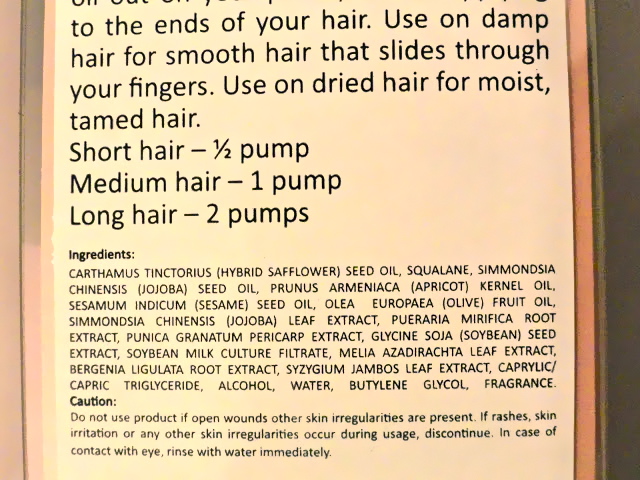 to the ends of your hair. Use on damp
hair for smooth hair that slides through
your fingers. Use on dried hair for moist,
tamed hair.
Short hair – ½ pump
Medium hair – 1 pump
Long hair – 2 pumps
Ingredients:
CARTHAMUS TINCTORIUS (HYBRID SAFFLOWER) SEED OIL, SQUALANE, SIMMONDSIA
CHINENSIS (JOJOBA) SEED OIL, PRUNUS ARMENIACA (APRICOT) KERNEL OIL,
SESAMUM INDICUM (SESAME) SEED OIL, OLEA EUROPAEA (OLIVE) FRUIT OIL,
SIMMONDSIA CHINENSIS (JOJOBA) LEAF EXTRACT, PUERARIA MIRIFICA ROOT
EXTRACT, PUNICA GRANATUM PERICARP EXTRACT, GLYCINE SOJA (SOYBEAN) SEED
EXTRACT, SOYBEAN MILK CULTURE FILTRATE, MELIA AZADIRACHTA LEAF EXTRACT,
BERGENIA LIGULATA ROOT EXTRACT, SYZYGIUM JAMBOS LEAF EXTRACT, CAPRYLIC/
CAPRIC TRIGLYCERIDE, ALCOHOL, WATER, BUTYLENE GLYCOL, FRAGRANCE.
Caution:
Do not use product if open wounds other skin irregularities are present. If rashes, skin
irritation or any other skin irregularities occur during usage, discontinue. In case of
contact with eye, rinse with water immediately.